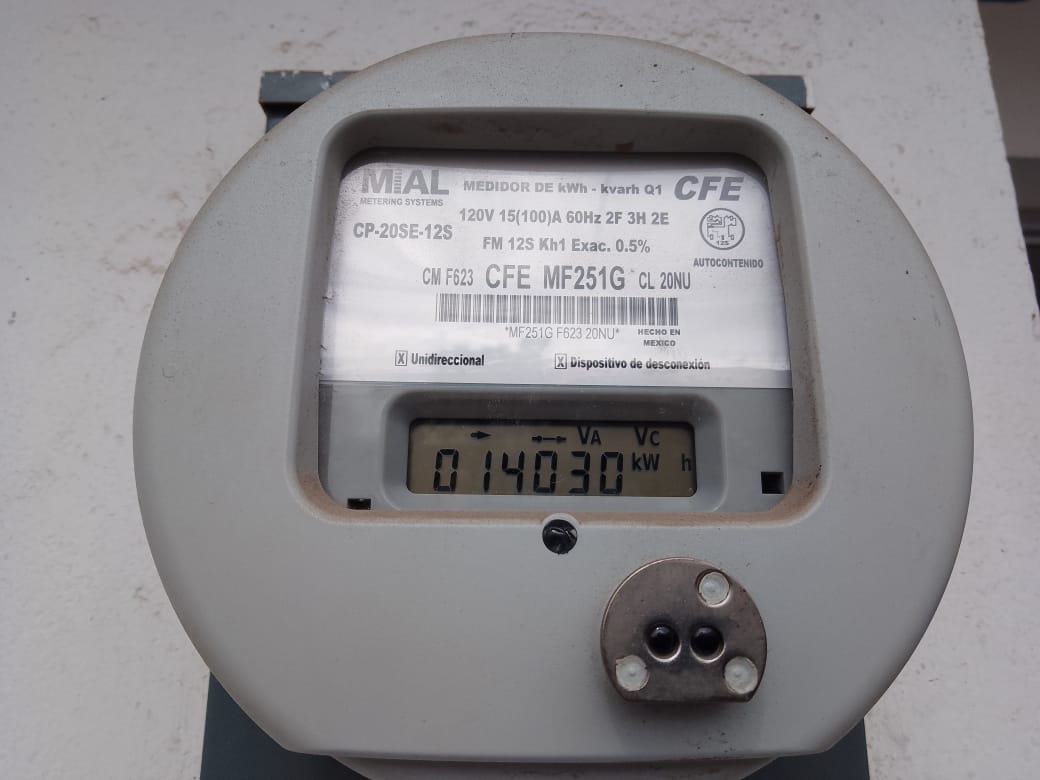 MIAL MEDIDOR DE kWh - kvarh Q1 CFE
METERING SYSTEMS
120V 15(100)A 60Hz 2F 3H 2E
CP-20SE-12S
FM 12S Kh1 Exac. 0.5%
12S
AUTOCONTENIDO
CM F623 CFE MF251G CL 20NU
*MF251G F623 20NU*
HECHO EN
MEXICO
X Unidireccional X Dispositivo de desconexión
VA VC
014030 kW h